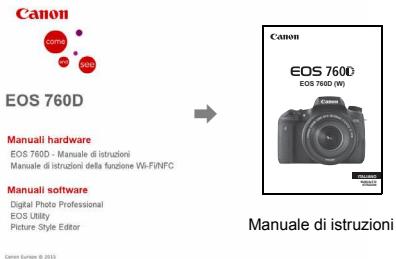 Canon
come
and
see
EOS 760D
Manuali hardware
EOS 760D - Manuale di istruzioni
Manuale di istruzioni della funzione Wi-Fi/NFC
Manuali software
Digital Photo Professional
EOS Utility
Picture Style Editor
Canon Europe © 2015
Canon
EOS 760D
EOS 760D (W)
Canon
ITALIANO
Manuale di istruzioni